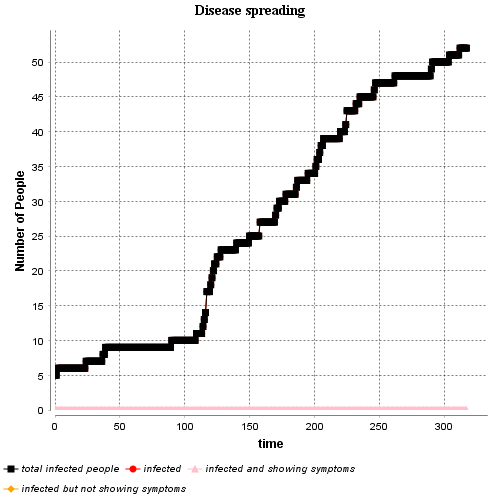 Disease spreading
50
45
40
35
30
25
20
15
10
5
0
Number of People
0 50 100 150 200 250 300
time
total infected people infected infected and showing symptoms
infected but not showing symptoms